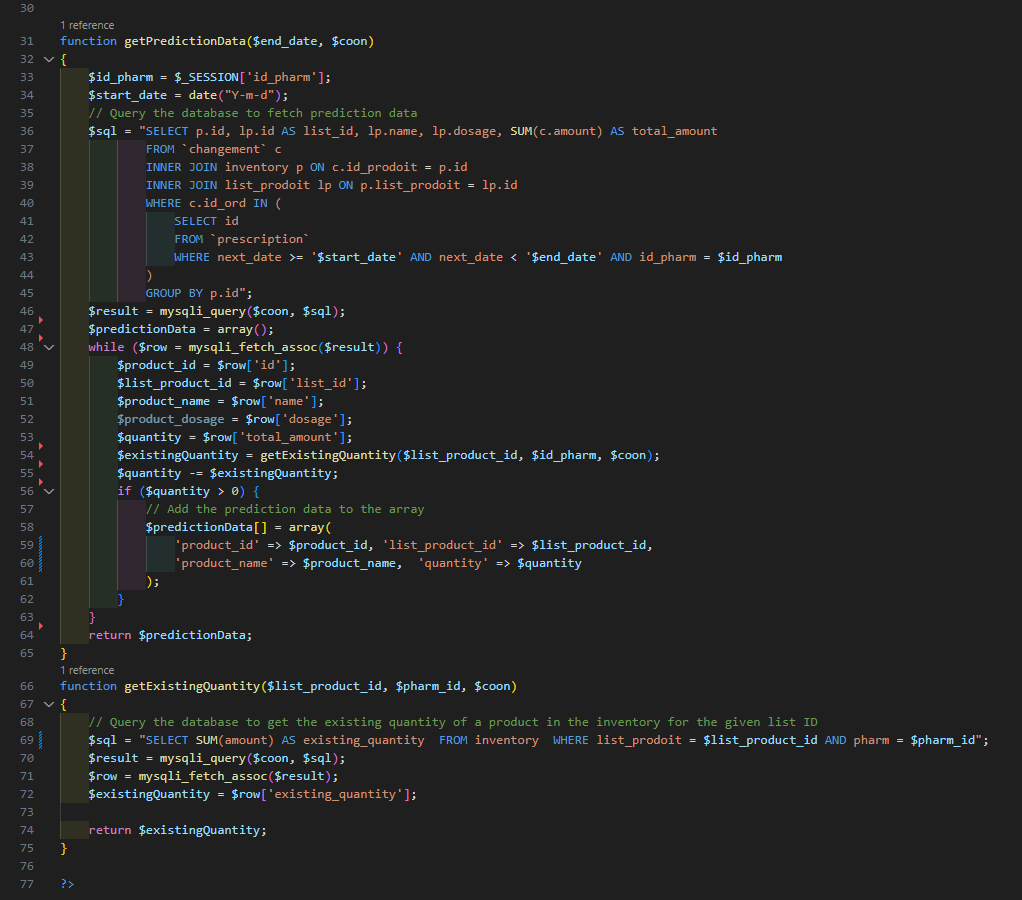 30
1 reference
31 function getPredictionData($end_date, $coon)
32 {
33 $id_pharm = $_SESSION['id_pharm'];
34 $start_date = date("Y-m-d");
35 // Query the database to fetch prediction data
36 $sql = "SELECT p.id, lp.id AS list_id, lp.name, lp.dosage, SUM(c.amount) AS total_amount
37 FROM `changement` c
38 INNER JOIN inventory p ON c.id_prodoit = p.id
39 INNER JOIN list_prodoit lp ON p.list_prodoit = lp.id
40 WHERE c.id_ord IN (
41 SELECT id
42 FROM `prescription`
43 WHERE next_date >= '$start_date' AND next_date < '$end_date' AND id_pharm = $id_pharm
44 )
45 GROUP BY p.id";
46 $result = mysqli_query($coon, $sql);
47 $predictionData = array();
48 while ($row = mysqli_fetch_assoc($result)) {
49 $product_id = $row['id'];
50 $list_product_id = $row['list_id'];
51 $product_name = $row['name'];
52 $product_dosage = $row['dosage'];
53 $quantity = $row['total_amount'];
54 $existingQuantity = getExistingQuantity($list_product_id, $id_pharm, $coon);
55 $quantity -= $existingQuantity;
56 if ($quantity > 0) {
57 // Add the prediction data to the array
58 $predictionData[] = array(
59 'product_id' => $product_id, 'list_product_id' => $list_product_id,
60 'product_name' => $product_name,  'quantity' => $quantity
61 );
62 }
63 }
64 return $predictionData;
65 }
1 reference
66 function getExistingQuantity($list_product_id, $pharm_id, $coon)
67 {
68 // Query the database to get the existing quantity of a product in the inventory for the given list ID
69 $sql = "SELECT SUM(amount) AS existing_quantity  FROM inventory  WHERE list_prodoit = $list_product_id AND pharm = $pharm_id";
70 $result = mysqli_query($coon, $sql);
71 $row = mysqli_fetch_assoc($result);
72 $existingQuantity = $row['existing_quantity'];
73
74 return $existingQuantity;
75 }
76
77 ?>